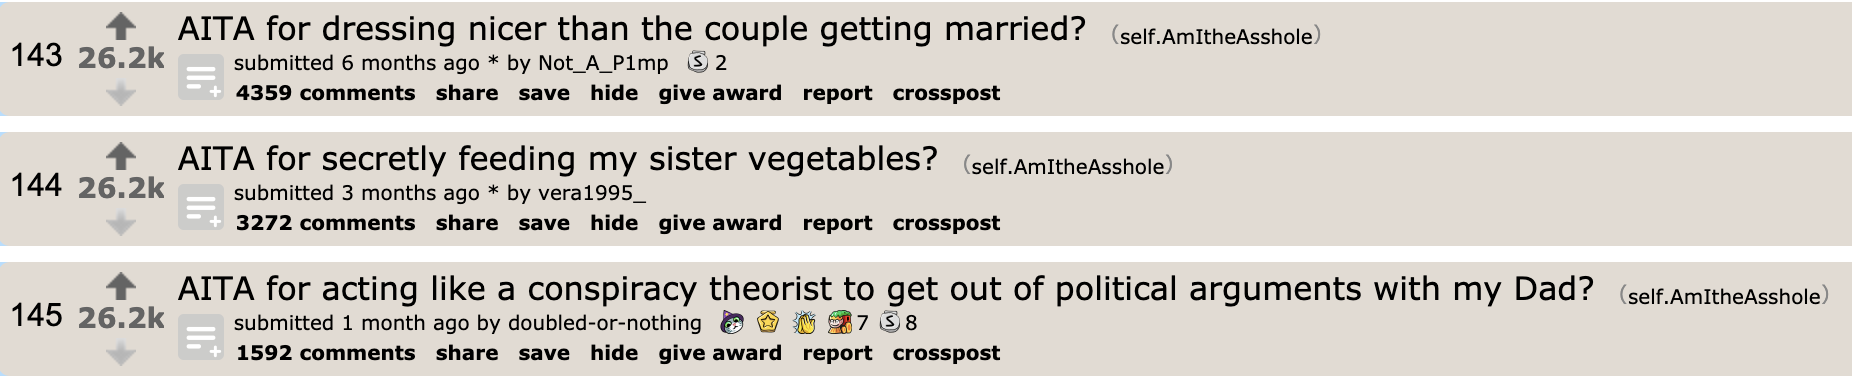 143 26.2k AITA for dressing nicer than the couple getting married? (self.AmItheAsshole)
submitted 6 months ago * by Not_A_P1mp S 2
4359 comments share save hide give award report crosspost
144 26.2k AITA for secretly feeding my sister vegetables? (self.AmItheAsshole)
submitted 3 months ago * by vera1995_
3272 comments share save hide give award report crosspost
145 26.2k AITA for acting like a conspiracy theorist to get out of political arguments with my Dad? (self.AmItheAsshole)
submitted 1 month ago by doubled-or-nothing 7 S 8
1592 comments share save hide give award report crosspost